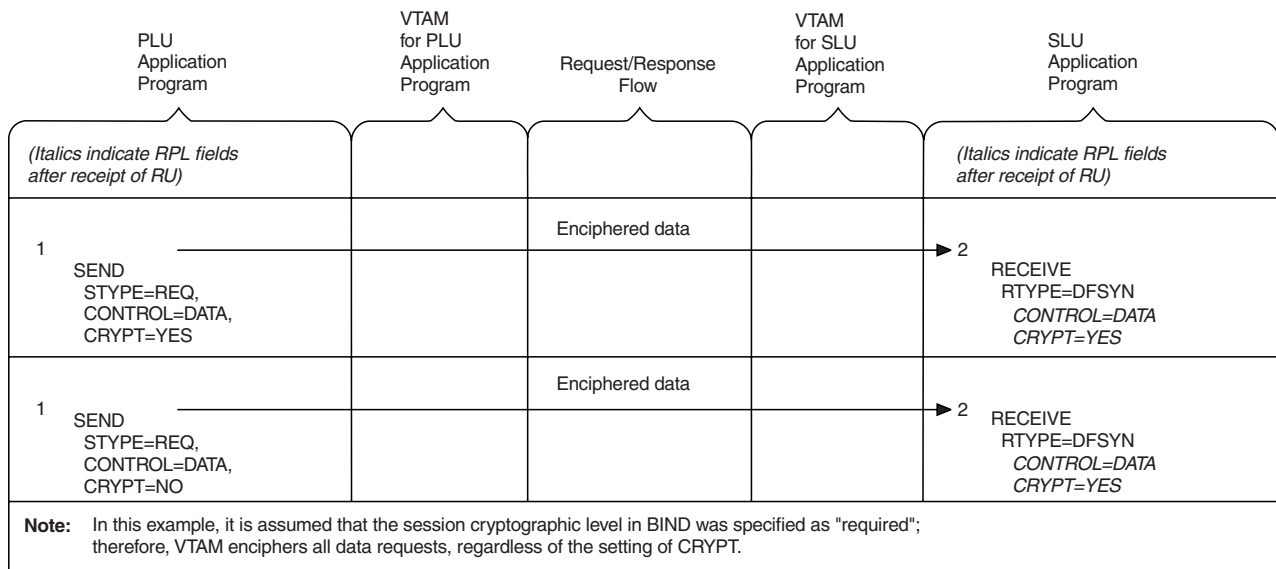 PLU
Application
Program
VTAM
for PLU
Application
Program
Request/Response
Flow
VTAM
for SLU
Application
Program
SLU
Application
Program
(Italics indicate RPL fields
after receipt of RU)
(Italics indicate RPL fields
after receipt of RU)
Enciphered data
1
SEND
STYPE=REQ,
CONTROL=DATA,
CRYPT=YES
2
RECEIVE
RTYPE=DFSYN
CONTROL=DATA
CRYPT=YES
Enciphered data
1
SEND
STYPE=REQ,
CONTROL=DATA,
CRYPT=NO
2
RECEIVE
RTYPE=DFSYN
CONTROL=DATA
CRYPT=YES
Note: In this example, it is assumed that the session cryptographic level in BIND was specified as "required";
therefore, VTAM enciphers all data requests, regardless of the setting of CRYPT.